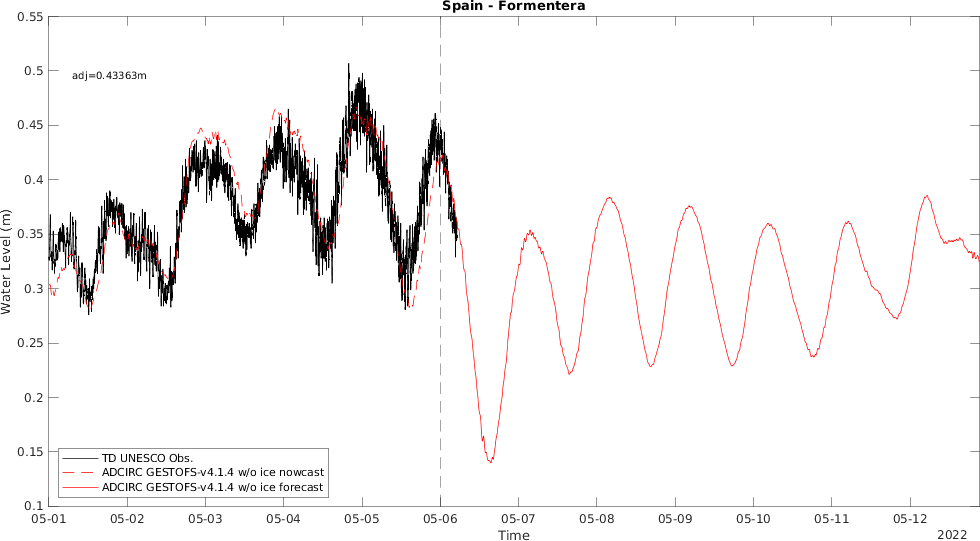 Spain - Formentera
0.55
0.5
0.45
0.4
0.35
0.3
0.25
0.2
0.15
0.1
Water Level (m)
adj=0.43363m
TD UNESCO Obs.
ADCIRC GESTOFS-v4.1.4 w/o ice nowcast
ADCIRC GESTOFS-v4.1.4 w/o ice forecast
05-01 05-02 05-03 05-04 05-05 05-06 05-07 05-08 05-09 05-10 05-11 05-12
Time
2022